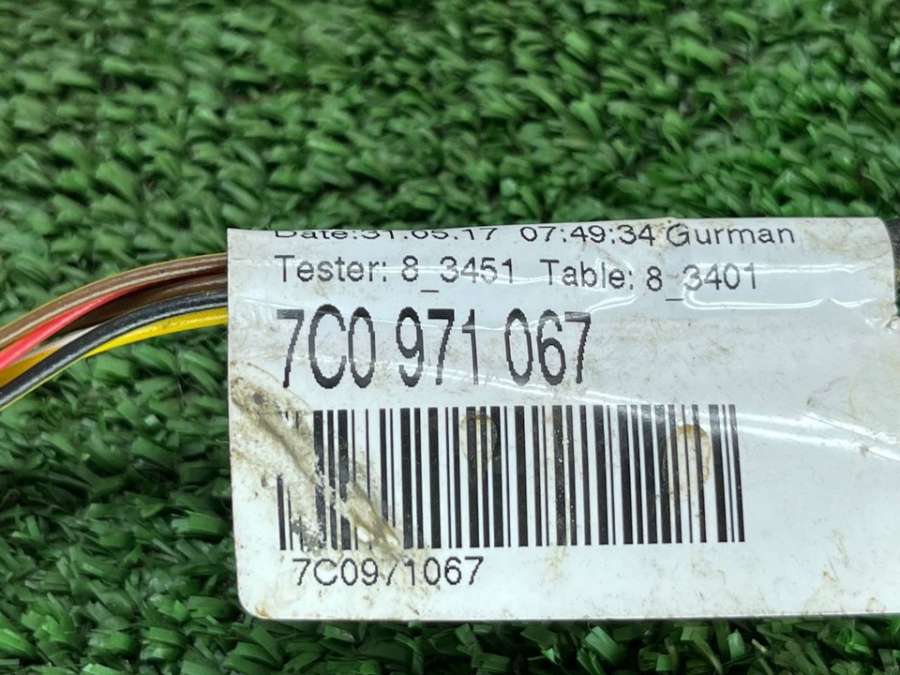 Date:31.05.17 07:49:34 Gurman
Tester: 8_3451 Table: 8_3401
7C0 971 067
7C0971067